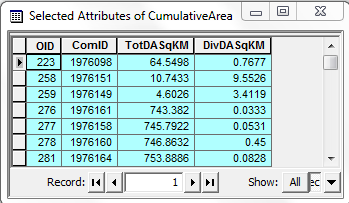 Selected Attributes of CumulativeArea
OID ComID TotDASqKM DivDASqKM
223 1976098 64.5498 0.7677
258 1976151 10.7433 9.5526
259 1976149 4.6026 3.4119
276 1976161 743.382 0.0333
277 1976158 745.7922 0.0531
278 1976160 746.8632 0.45
281 1976164 753.8886 0.0828
Record: 1 Show: All ec